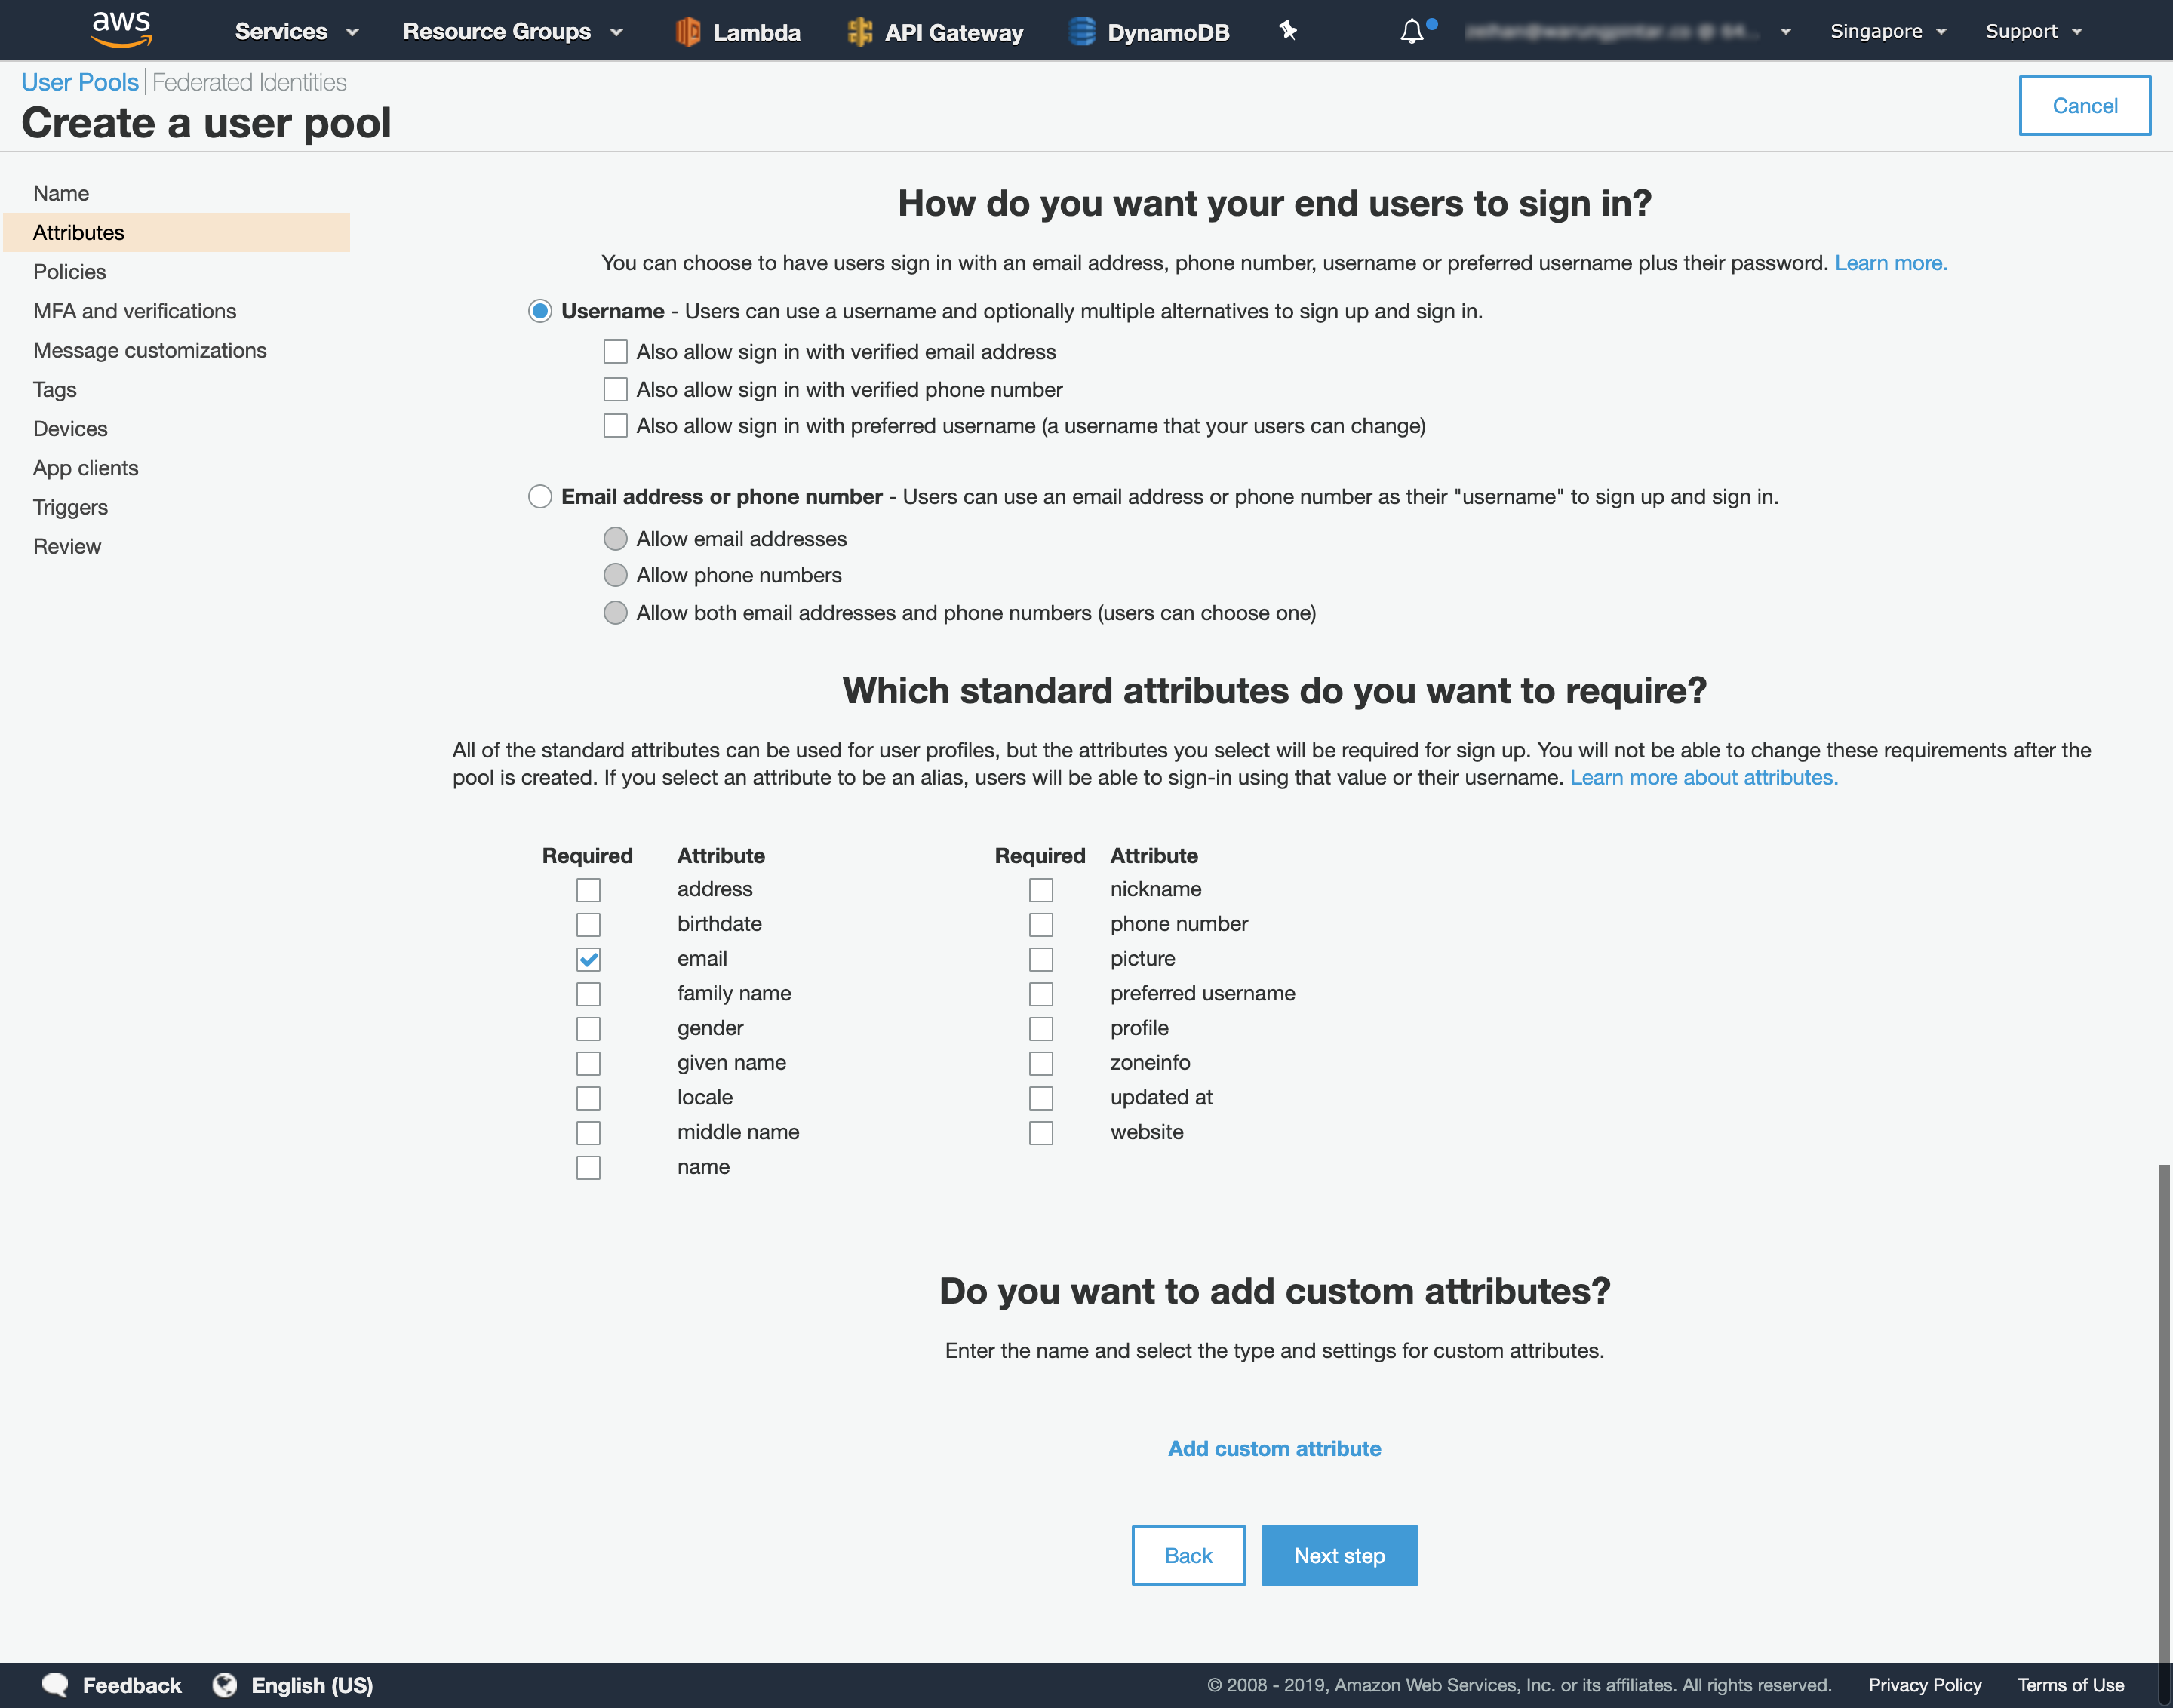 aws
Services
Resource Groups
Lambda
API Gateway
DynamoDB
Singapore
Support
User Pools
Federated Identities
Create a user pool
Cancel
Name
Attributes
Policies
MFA and verifications
Message customizations
Tags
Devices
App clients
Triggers
Review
How do you want your end users to sign in?
You can choose to have users sign in with an email address, phone number, username or preferred username plus their password. Learn more.
Username - Users can use a username and optionally multiple alternatives to sign up and sign in.
Also allow sign in with verified email address
Also allow sign in with verified phone number
Also allow sign in with preferred username (a username that your users can change)
Email address or phone number - Users can use an email address or phone number as their "username" to sign up and sign in.
Allow email addresses
Allow phone numbers
Allow both email addresses and phone numbers (users can choose one)
Which standard attributes do you want to require?
All of the standard attributes can be used for user profiles, but the attributes you select will be required for sign up. You will not be able to change these requirements after the
pool is created. If you select an attribute to be an alias, users will be able to sign-in using that value or their username. Learn more about attributes.
Required Attribute
address
birthdate
email
family name
gender
given name
locale
middle name
name
Required Attribute
nickname
phone number
picture
preferred username
profile
zoneinfo
updated at
website
Do you want to add custom attributes?
Enter the name and select the type and settings for custom attributes.
Add custom attribute
Back
Next step
Feedback
English (US)
© 2008 - 2019, Amazon Web Services, Inc. or its affiliates. All rights reserved.
Privacy Policy
Terms of Use